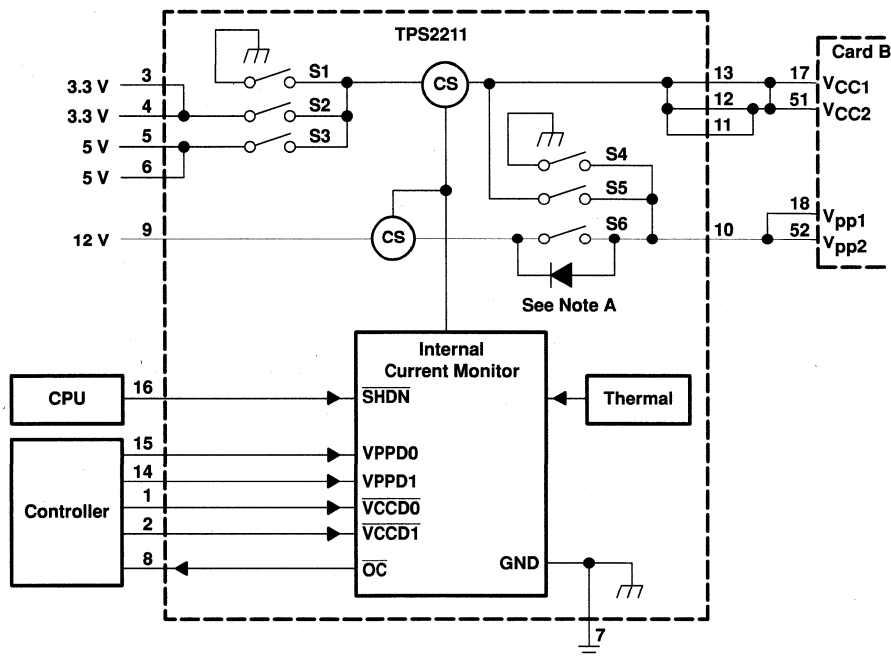 TPS2211
Card B
3.3 V 3
3.3 V 4
5 V 5
5 V 6
12 V 9
S1
S2
S3
CS
S4
S5
S6
CS
See Note A
13
12
11
10
17 VCC1
51 VCC2
18 Vpp1
52 Vpp2
Internal
Current Monitor
CPU 16 SHDN
Thermal
Controller
15 VPPD0
14 VPPD1
1 VCCD0
2 VCCD1
8 OC
GND
7